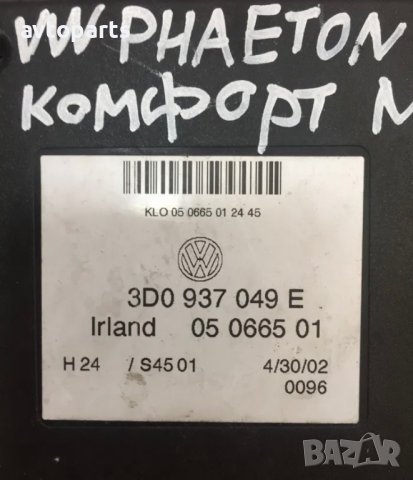 avtoparts
VW PHAETON
комфорт
KLO 05 0665 01 24 45
3D0 937 049 E
Irland 05 0665 01
H 24 / S45 01 4/30/02
0096
BAZAR
bg